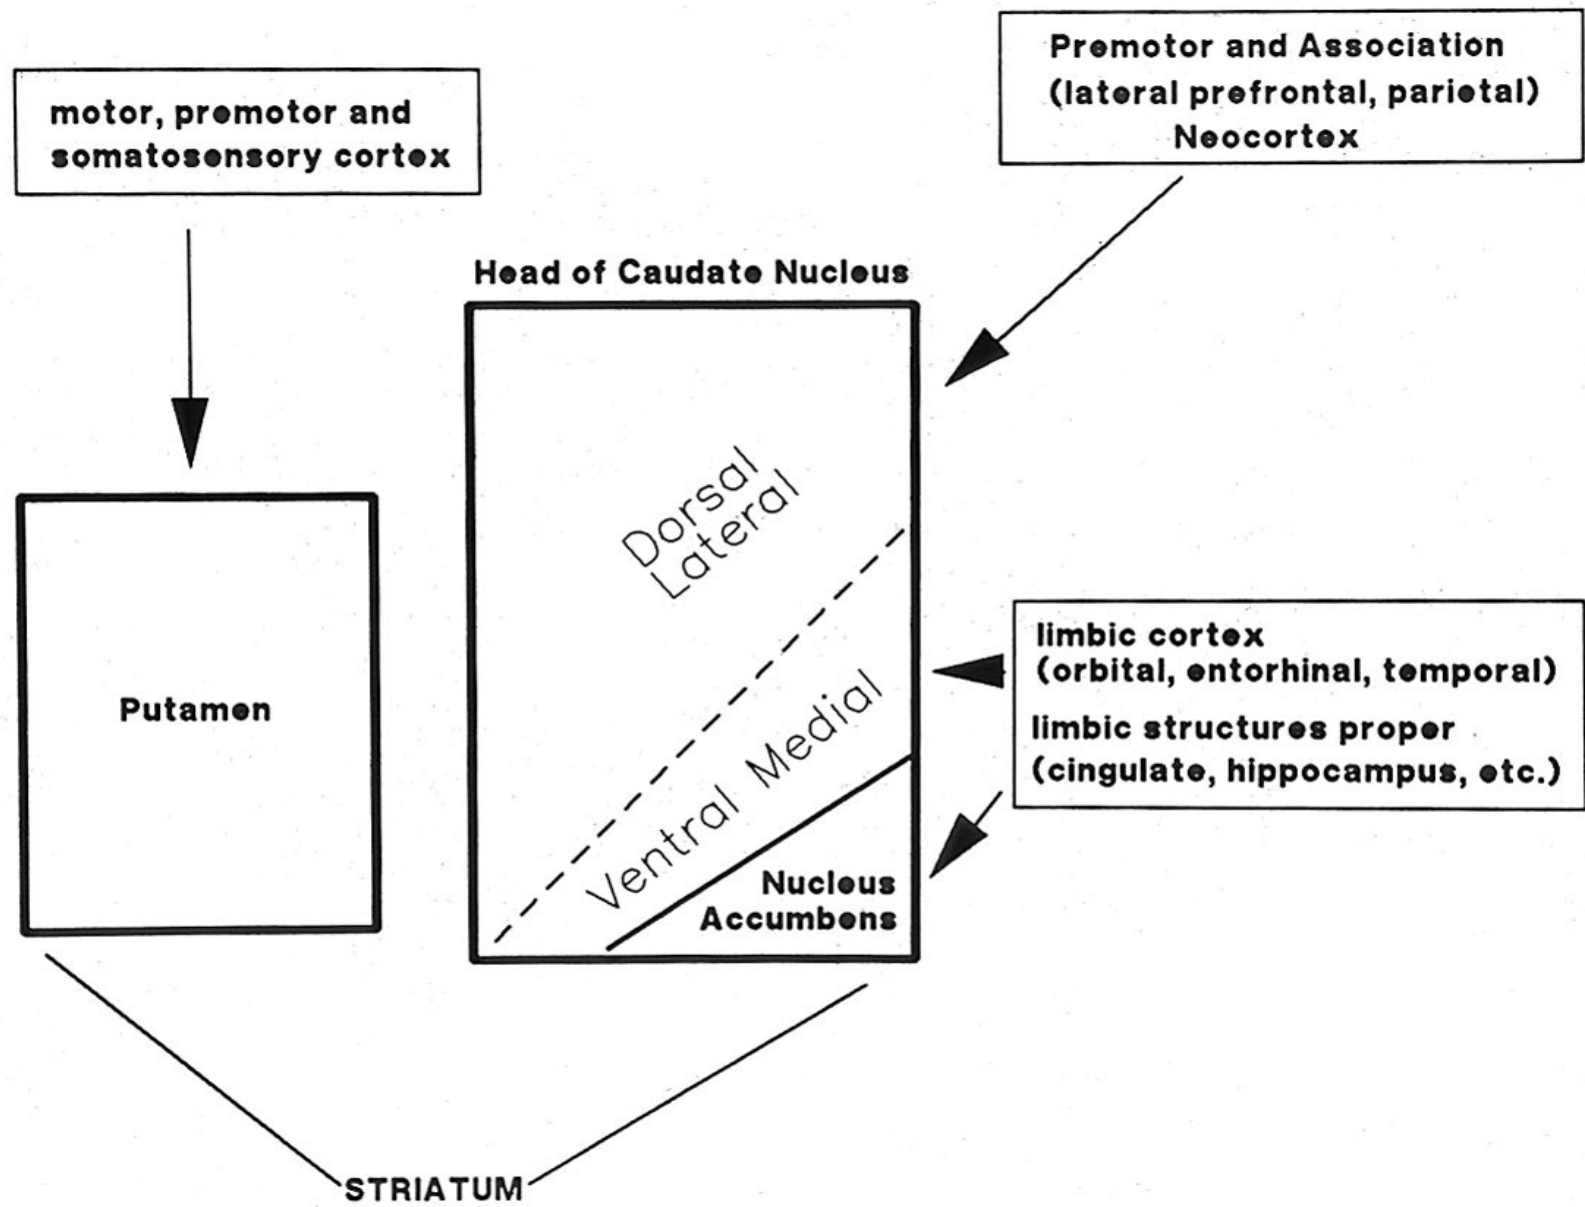 Premotor and Association
(lateral prefrontal, parietal)
Neocortex
motor, premotor and
somatosensory cortex
Head of Caudate Nucleus
Dorsal
Lateral
Putamen
limbic cortex
(orbital, entorhinal, temporal)
limbic structures proper
(cingulate, hippocampus, etc.)
Ventral Medial
Nucleus
Accumbens
STRIATUM